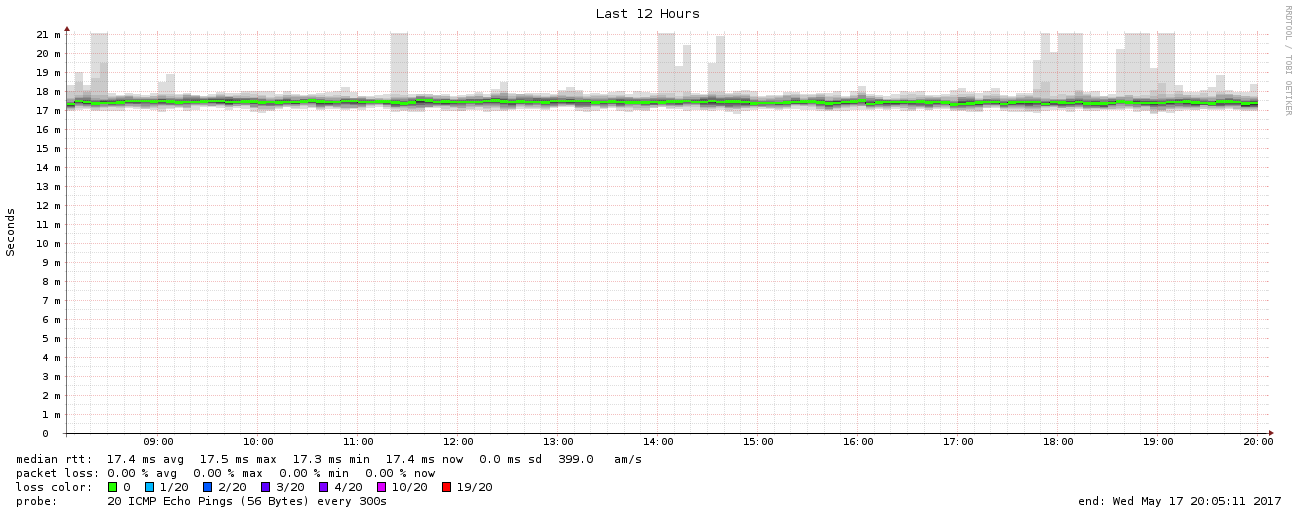 Last 12 Hours
RRDTOOL / TOBI OETIKER
Seconds
21 m
20 m
19 m
18 m
17 m
16 m
15 m
14 m
13 m
12 m
11 m
10 m
9 m
8 m
7 m
6 m
5 m
4 m
3 m
2 m
1 m
0
09:00 10:00 11:00 12:00 13:00 14:00 15:00 16:00 17:00 18:00 19:00 20:00
median rtt: 17.4 ms avg 17.5 ms max 17.3 ms min 17.4 ms now 0.0 ms sd 399.0 am/s
packet loss: 0.00 % avg 0.00 % max 0.00 % min 0.00 % now
loss color: 0 1/20 2/20 3/20 4/20 10/20 19/20
probe: 20 ICMP Echo Pings (56 Bytes) every 300s end: Wed May 17 20:05:11 2017